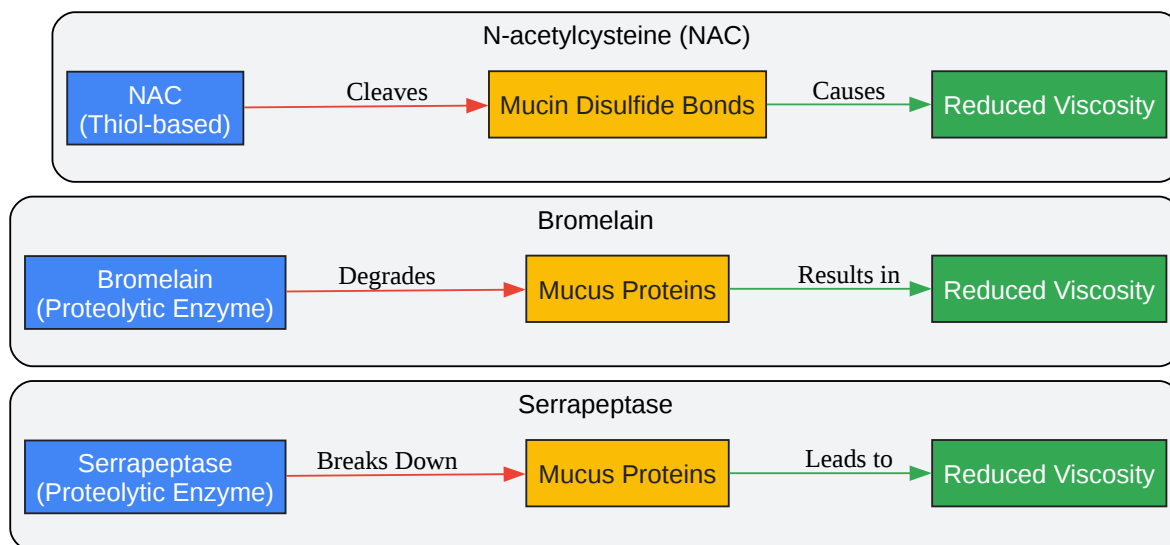 N-acetylcysteine (NAC)
NAC
(Thiol-based)
Cleaves
Mucin Disulfide Bonds
Causes
Reduced Viscosity
Bromelain
Bromelain
(Proteolytic Enzyme)
Degrades
Mucus Proteins
Results in
Reduced Viscosity
Serrapeptase
Serrapeptase
(Proteolytic Enzyme)
Breaks Down
Mucus Proteins
Leads to
Reduced Viscosity